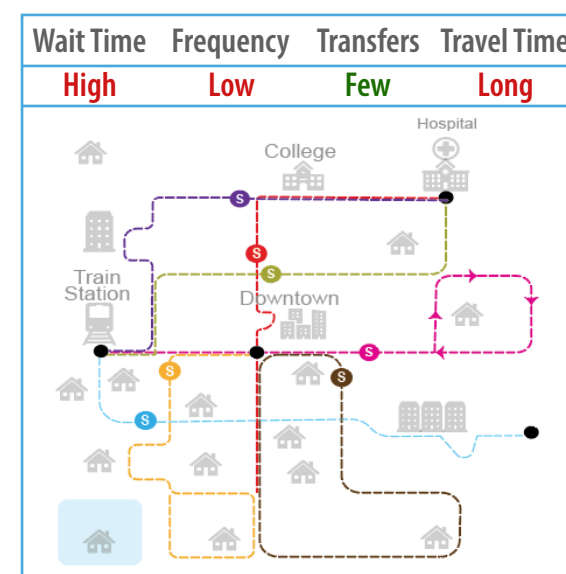 Wait Time Frequency Transfers Travel Time
High Low Few Long
Hospital
College
S
S
S
Train
Station
Downtown
S
S
S
S